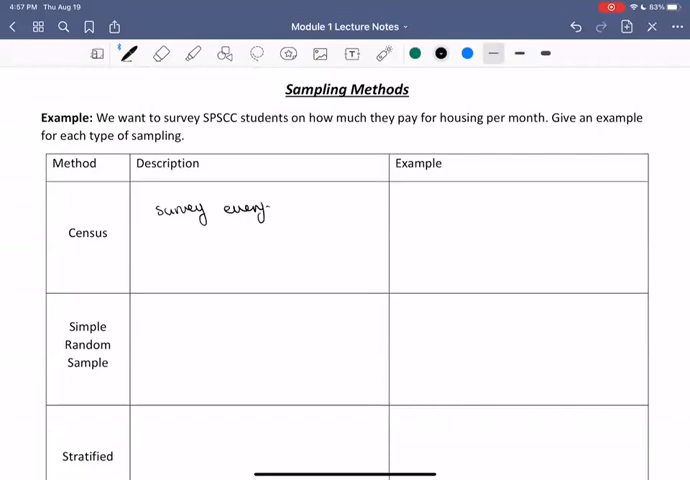 4:57 PM Thu Aug 19
83%
Module 1 Lecture Notes
Sampling Methods
Example: We want to survey SPSCC students on how much they pay for housing per month. Give an example
for each type of sampling.
Method Description Example
Census survey every
Simple
Random
Sample
Stratified